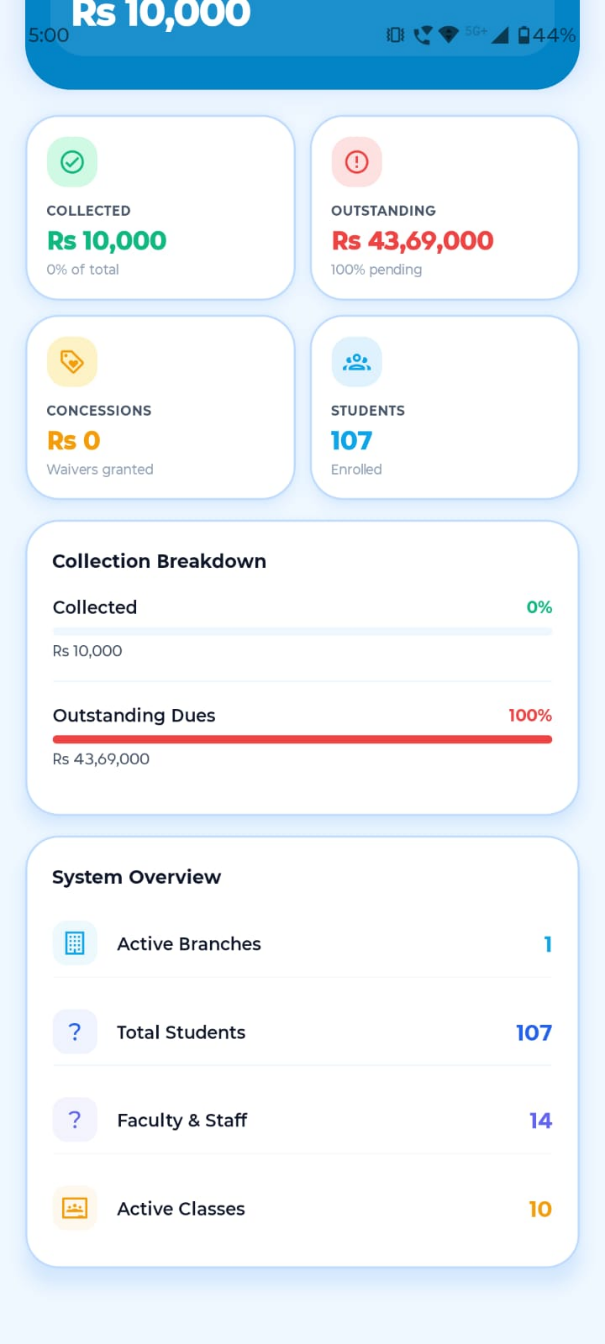 Rs 10,000
5:00
5G+
44%
COLLECTED
Rs 10,000
0% of total
OUTSTANDING
Rs 43,69,000
100% pending
CONCESSIONS
Rs 0
Waivers granted
STUDENTS
107
Enrolled
Collection Breakdown
Collected 0%
Rs 10,000
Outstanding Dues 100%
Rs 43,69,000
System Overview
Active Branches 1
? Total Students 107
? Faculty & Staff 14
Active Classes 10